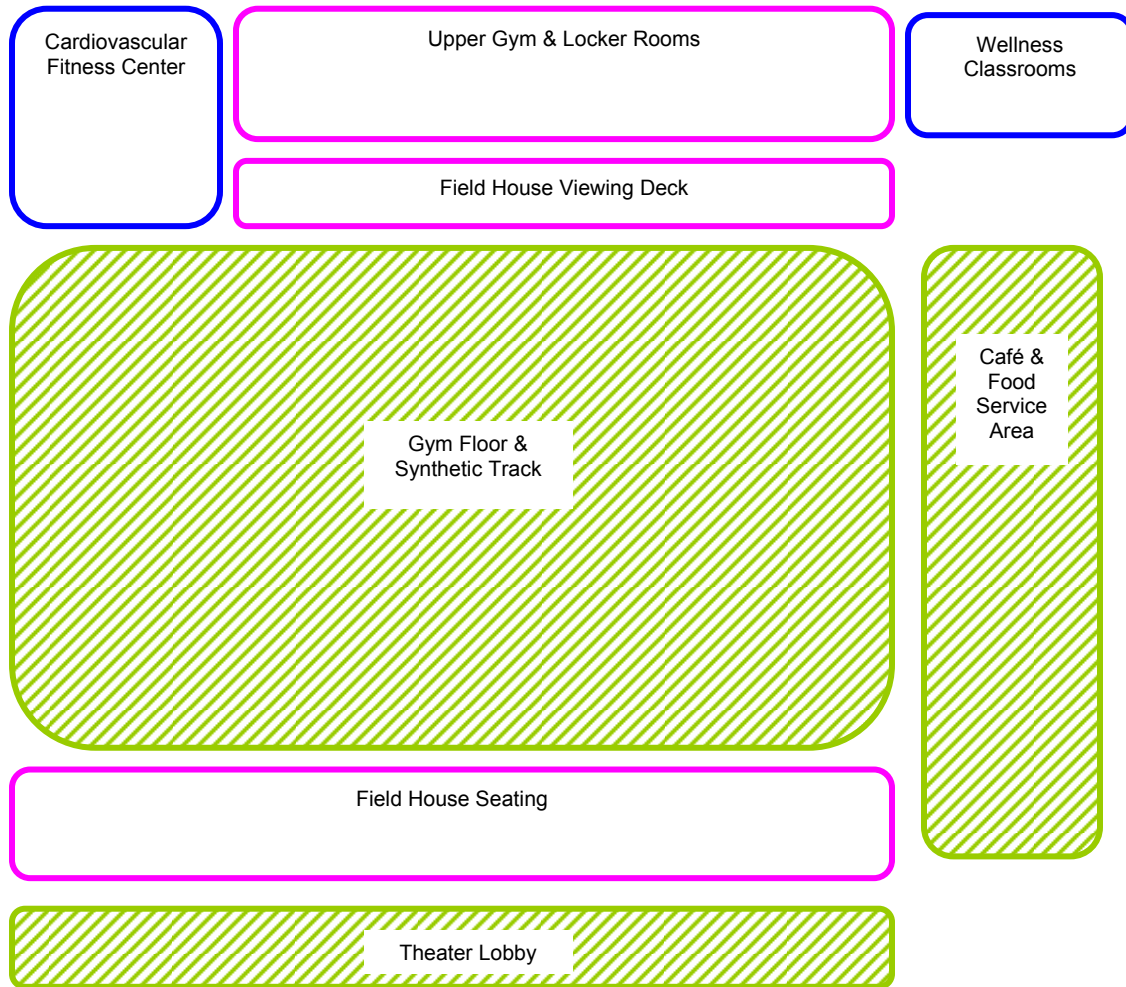 Cardiovascular
Fitness Center
Upper Gym & Locker Rooms
Wellness
Classrooms
Field House Viewing Deck
Gym Floor &
Synthetic Track
Café &
Food
Service
Area
Field House Seating
Theater Lobby